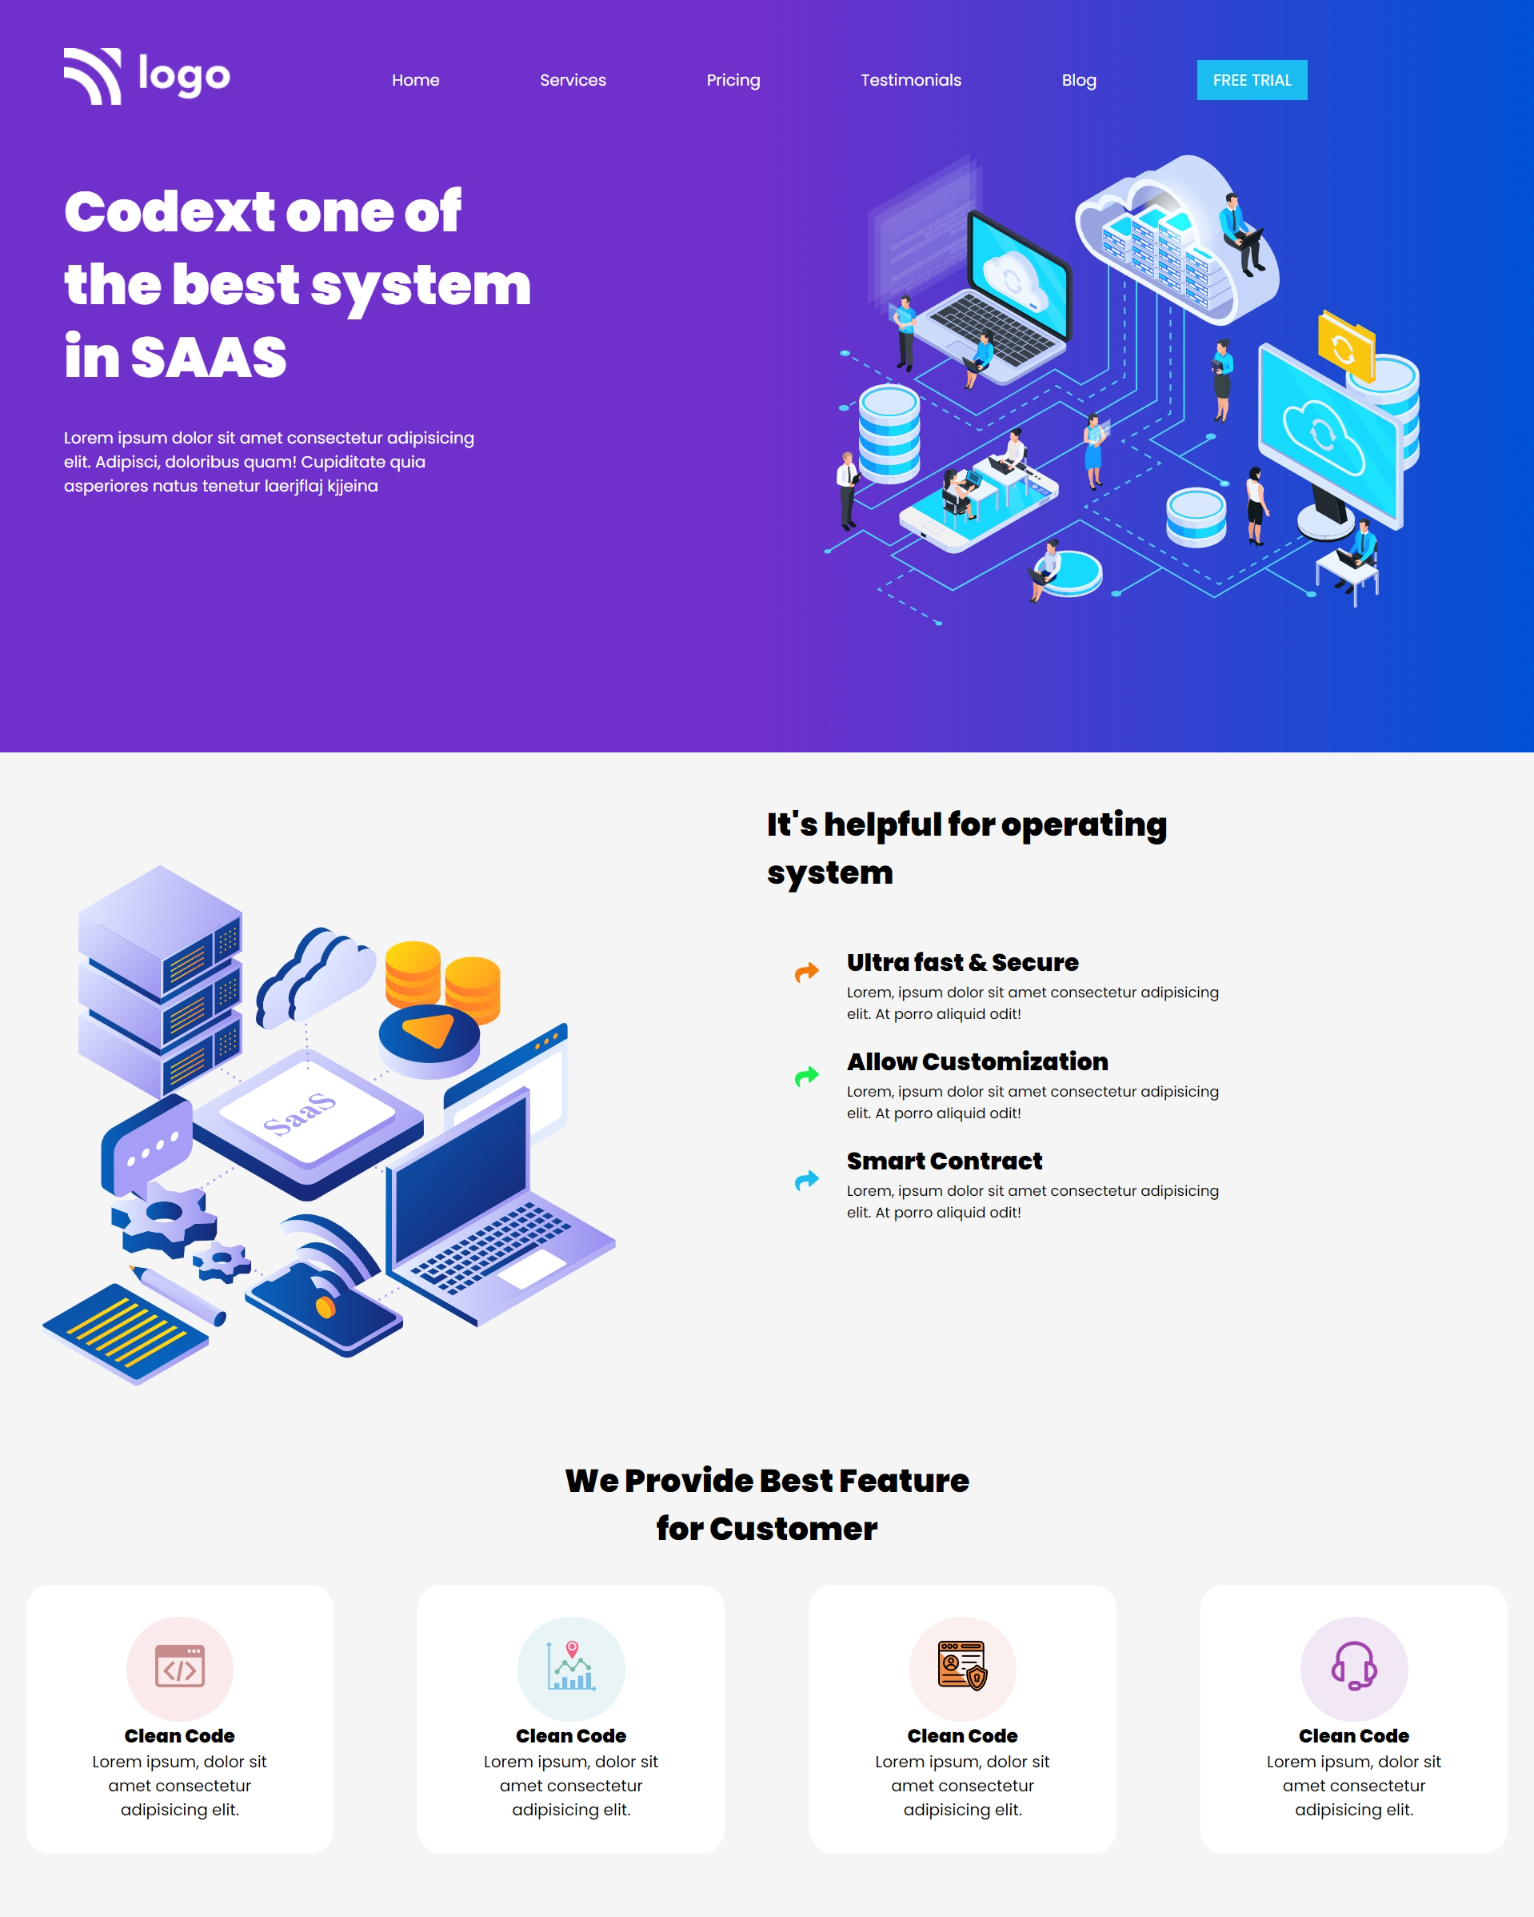 logo
Home
Services
Pricing
Testimonials
Blog
FREE TRIAL
Codext one of
the best system
in SAAS
Lorem ipsum dolor sit amet consectetur adipisicing
elit. Adipisci, doloribus quam! Cupiditate quia
asperiores natus tenetur laerjflaj kjjeina
It's helpful for operating
system
SaaS
Ultra fast & Secure
Lorem, ipsum dolor sit amet consectetur adipisicing
elit. At porro aliquid odit!
Allow Customization
Lorem, ipsum dolor sit amet consectetur adipisicing
elit. At porro aliquid odit!
Smart Contract
Lorem, ipsum dolor sit amet consectetur adipisicing
elit. At porro aliquid odit!
We Provide Best Feature
for Customer
Clean Code
Lorem ipsum, dolor sit
amet consectetur
adipisicing elit.
Clean Code
Lorem ipsum, dolor sit
amet consectetur
adipisicing elit.
Clean Code
Lorem ipsum, dolor sit
amet consectetur
adipisicing elit.
Clean Code
Lorem ipsum, dolor sit
amet consectetur
adipisicing elit.